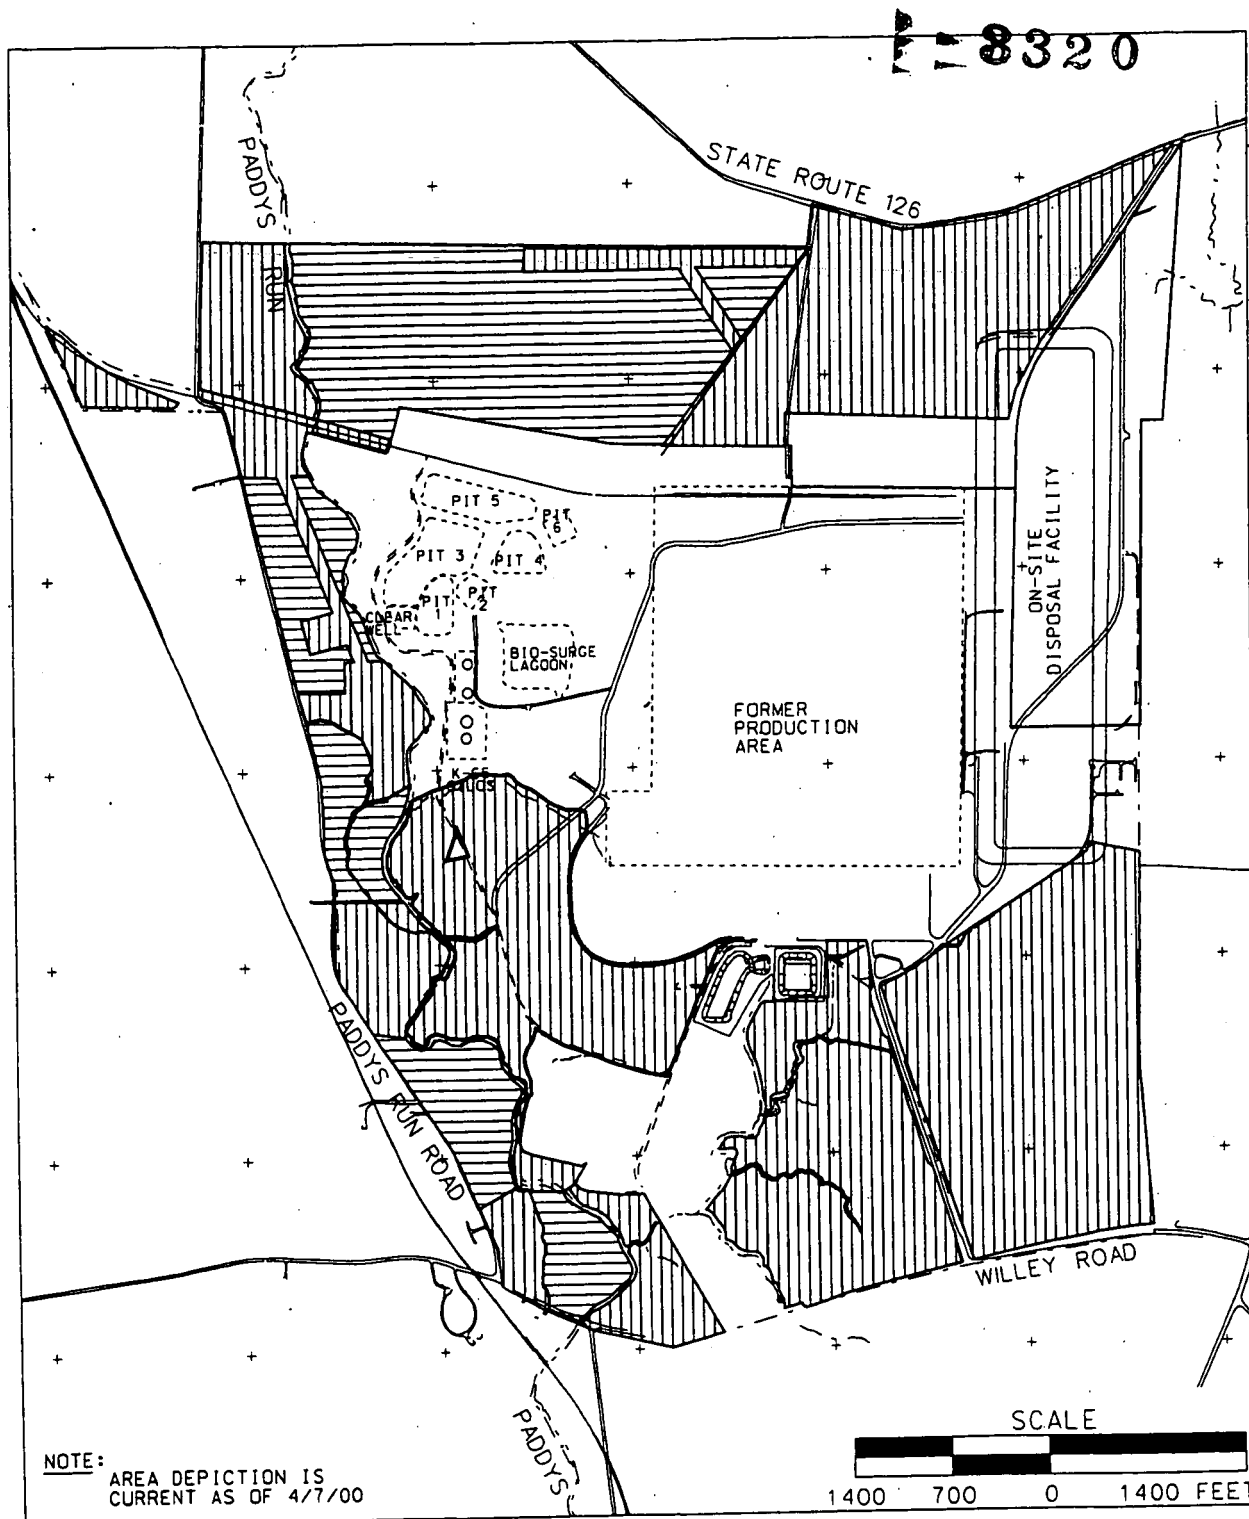 8320
STATE ROUTE 126
PADDYS
RUN
PIT 5
PIT
6
PIT 3
PIT 4
PIT
1
PIT
2
CLEAR
WELL
BIO-SURGE
LAGOON
ON-SITE
DISPOSAL FACILITY
FORMER
PRODUCTION
AREA
PADDYS RUN ROAD
WILLEY ROAD
PADDYS
SCALE
1400 700 0 1400 FEET
NOTE:
AREA DEPICTION IS
CURRENT AS OF 4/7/00